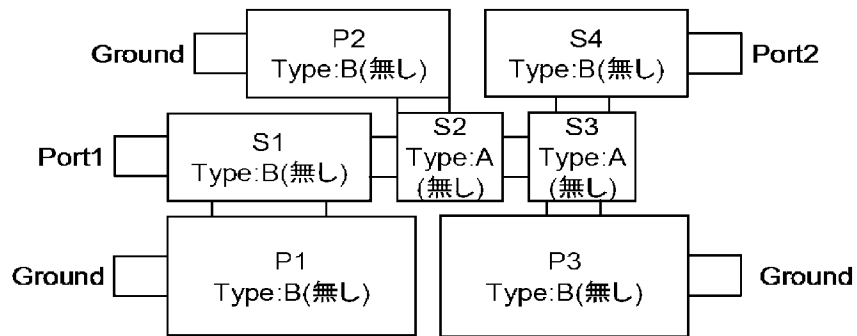 Ground
P2
Type:B(無し)
S4
Type:B(無し)
Port2
Port1
S1
Type:B(無し)
S2
Type:A
(無し)
S3
Type:A
(無し)
Ground
P1
Type:B(無し)
P3
Type:B(無し)
Ground